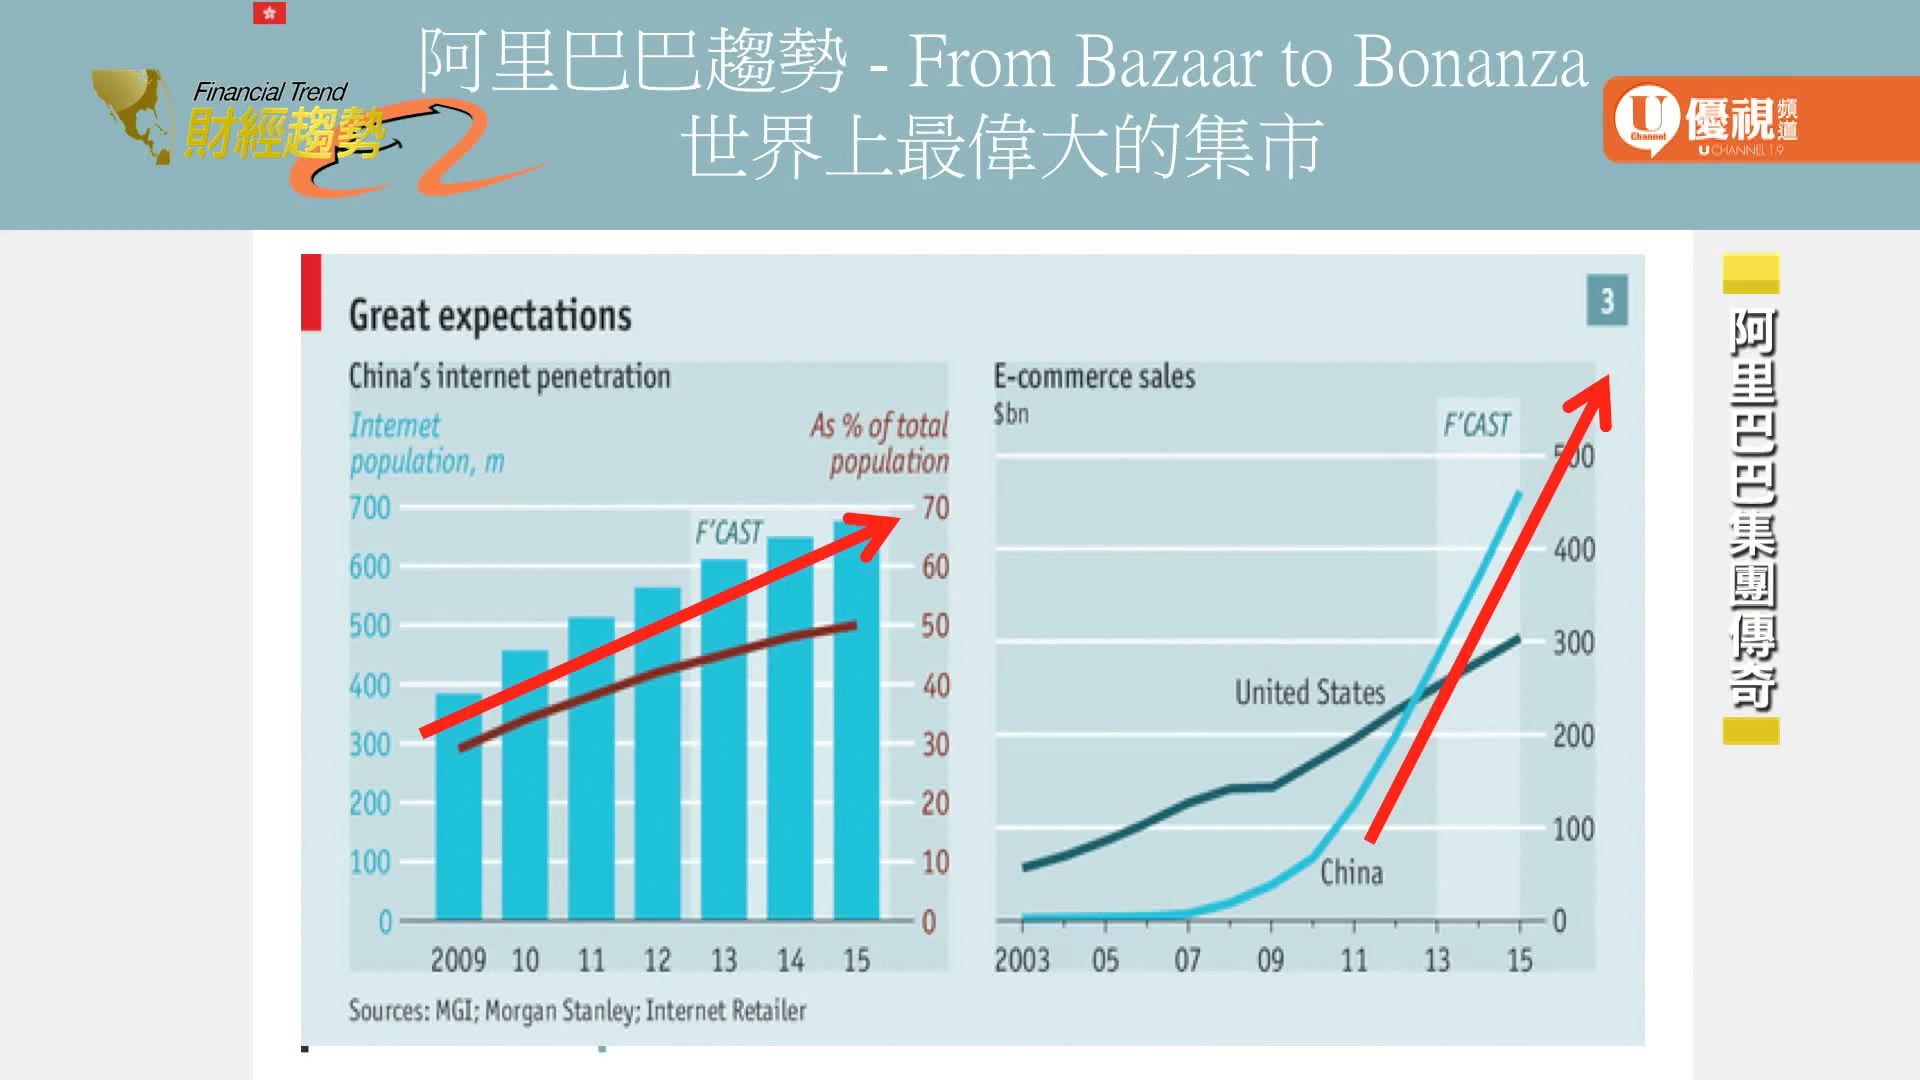 阿里巴巴趨勢 - From Bazaar to Bonanza
世界上最偉大的集市
Financial Trend
財經趨勢
U
Channel
優視
頻道
U CHANNEL 19
Great expectations
3
China's internet penetration
Internet
population, m
As % of total
population
700
600
500
400
300
200
100
0
F'CAST
70
60
50
40
30
20
10
0
2009 10 11 12 13 14 15
E-commerce sales
$bn
F'CAST
500
400
300
200
100
0
United States
China
2003 05 07 09 11 13 15
Sources: MGI; Morgan Stanley; Internet Retailer
阿里巴巴集團傳奇